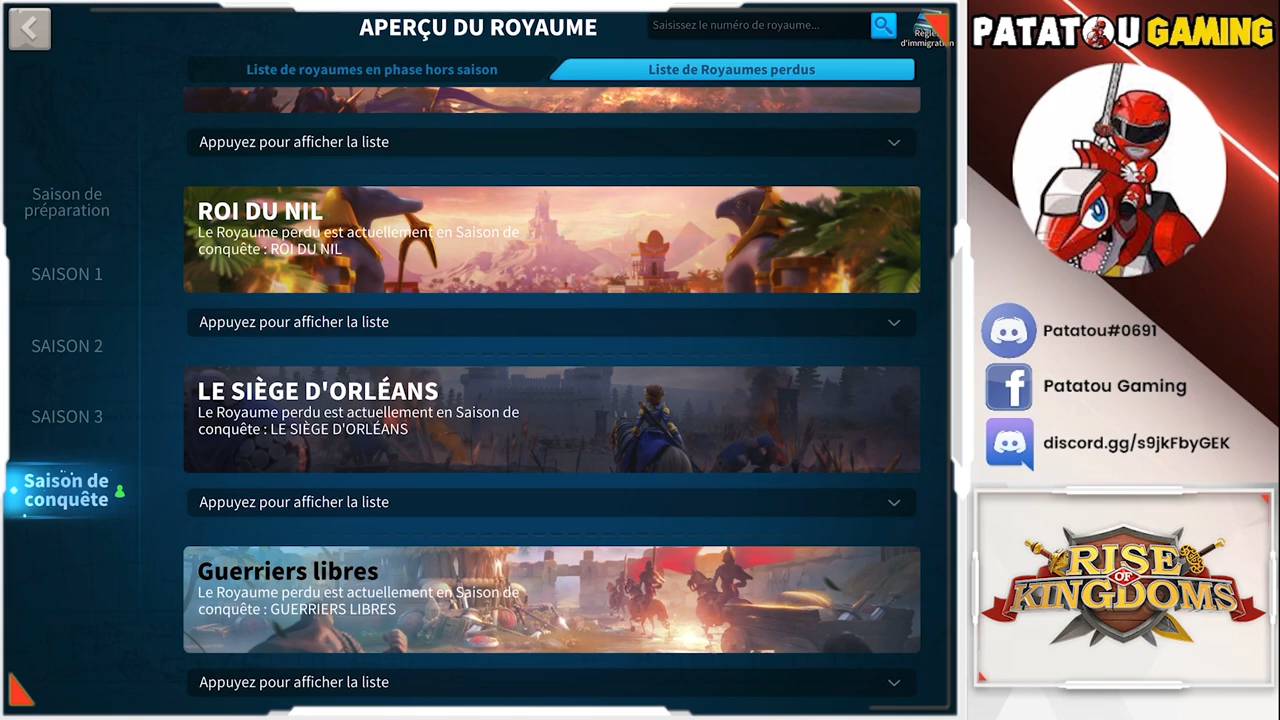 APERÇU DU ROYAUME
Saisissez le numéro de royaume...
Règles
d'immigration
Liste de royaumes en phase hors saison
Liste de Royaumes perdus
Appuyez pour afficher la liste
Saison de
préparation
SAISON 1
SAISON 2
SAISON 3
Saison de
conquête
ROI DU NIL
Le Royaume perdu est actuellement en Saison de
conquête : ROI DU NIL
Appuyez pour afficher la liste
LE SIÈGE D'ORLÉANS
Le Royaume perdu est actuellement en Saison de
conquête : LE SIÈGE D'ORLÉANS
Appuyez pour afficher la liste
Guerriers libres
Le Royaume perdu est actuellement en Saison de
conquête : GUERRIERS LIBRES
Appuyez pour afficher la liste
PATATOU GAMING
Patatou#0691
Patatou Gaming
discord.gg/s9jkFbyGEK
RISE
OF
KINGDOMS